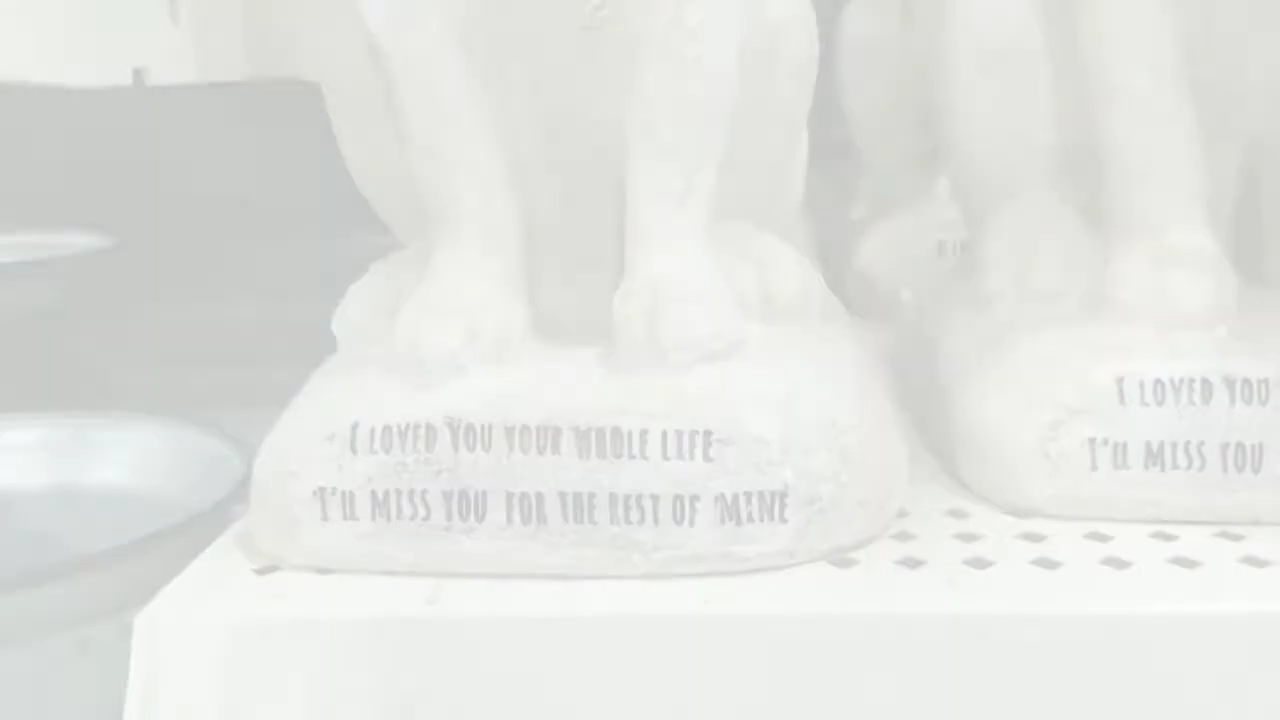 I LOVED YOU YOUR WHOLE LIFE
I'll MISS YOU FOR THE REST OF MINE
I LOVED YOU
I'll MISS YOU